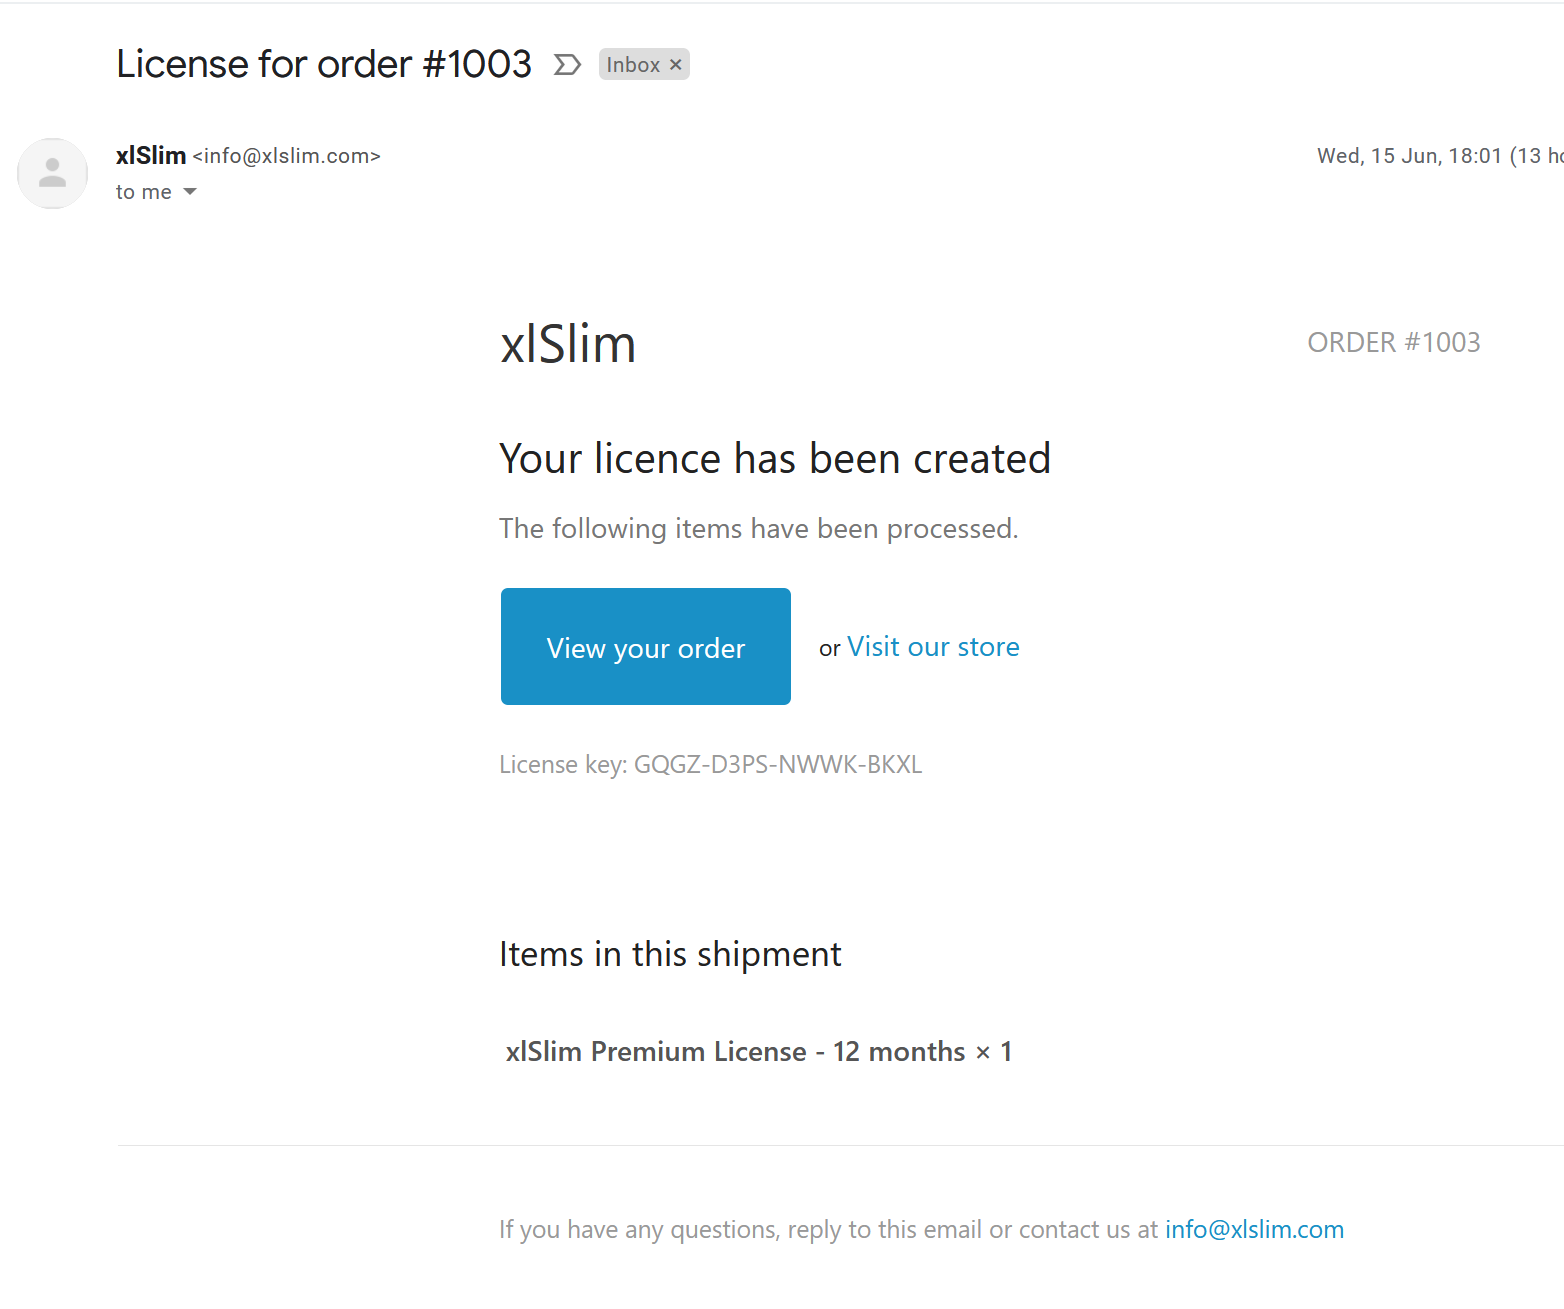 License for order #1003 Inbox ×
xlSlim <info@xlslim.com> Wed, 15 Jun, 18:01 (13
to me
xlSlim ORDER #1003
Your licence has been created
The following items have been processed.
View your order or Visit our store
License key: GQGZ-D3PS-NWWK-BKXL
Items in this shipment
xlSlim Premium License - 12 months × 1
If you have any questions, reply to this email or contact us at info@xlslim.com